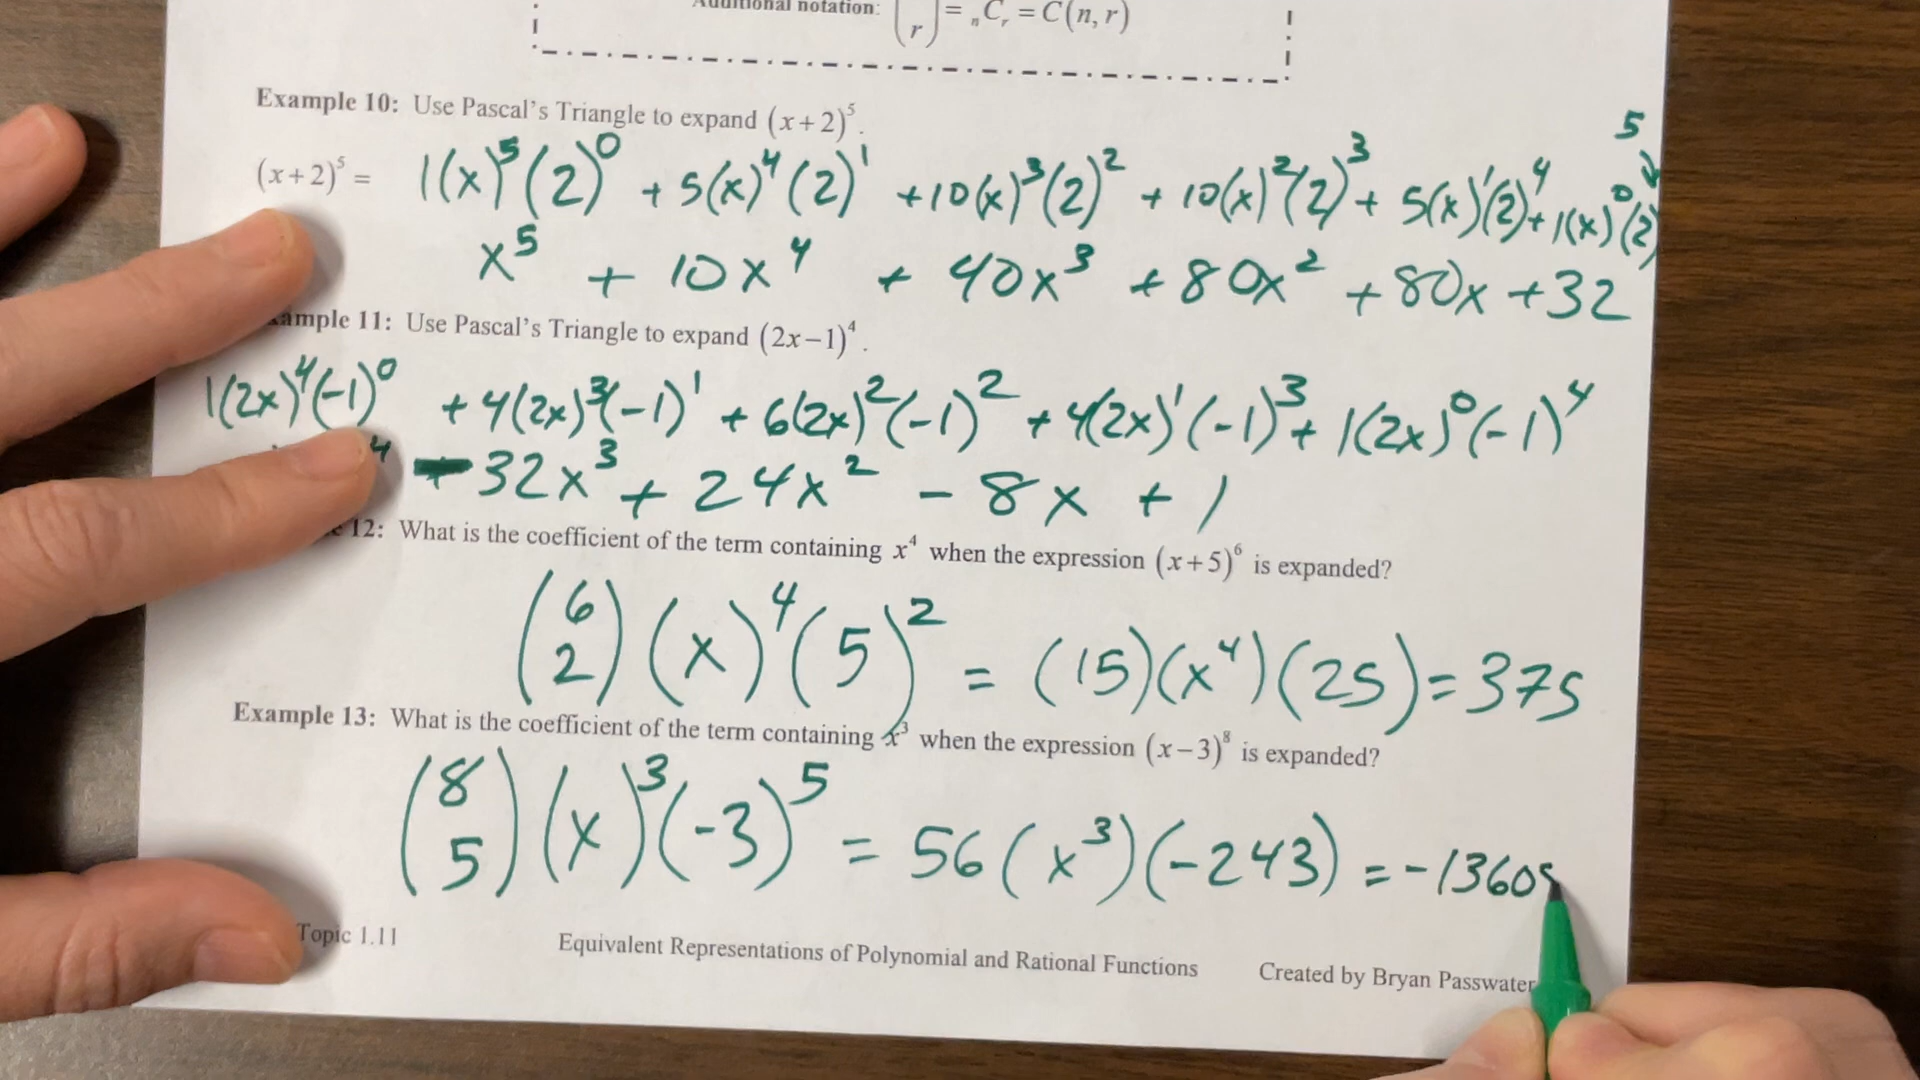 Additional notation: ( r ) = ₙCᵣ = C(n, r)
Example 10: Use Pascal's Triangle to expand (x+2)⁵.
5
(x+2)⁵ = 1(x)⁵(2)⁰ + 5(x)⁴(2)¹ + 10(x)³(2)² + 10(x)²(2)³ + 5(x)¹(2)⁴ + 1(x)⁰(2)
x⁵ + 10x⁴ + 40x³ + 80x² + 80x + 32
ample 11: Use Pascal's Triangle to expand (2x−1)⁴.
1(2x)⁴(-1)⁰ + 4(2x)³(-1)¹ + 6(2x)²(-1)² + 4(2x)¹(-1)³ + 1(2x)⁰(-1)⁴
⁴ - 32x³ + 24x² - 8x + 1
e 12: What is the coefficient of the term containing x⁴ when the expression (x+5)⁶ is expanded?
(6 2)(x)⁴(5)² = (15)(x⁴)(25) = 375
Example 13: What is the coefficient of the term containing x³ when the expression (x−3)⁸ is expanded?
(8 5)(x)³(-3)⁵ = 56(x³)(-243) = -1360
Topic 1.11 Equivalent Representations of Polynomial and Rational Functions Created by Bryan Passwater